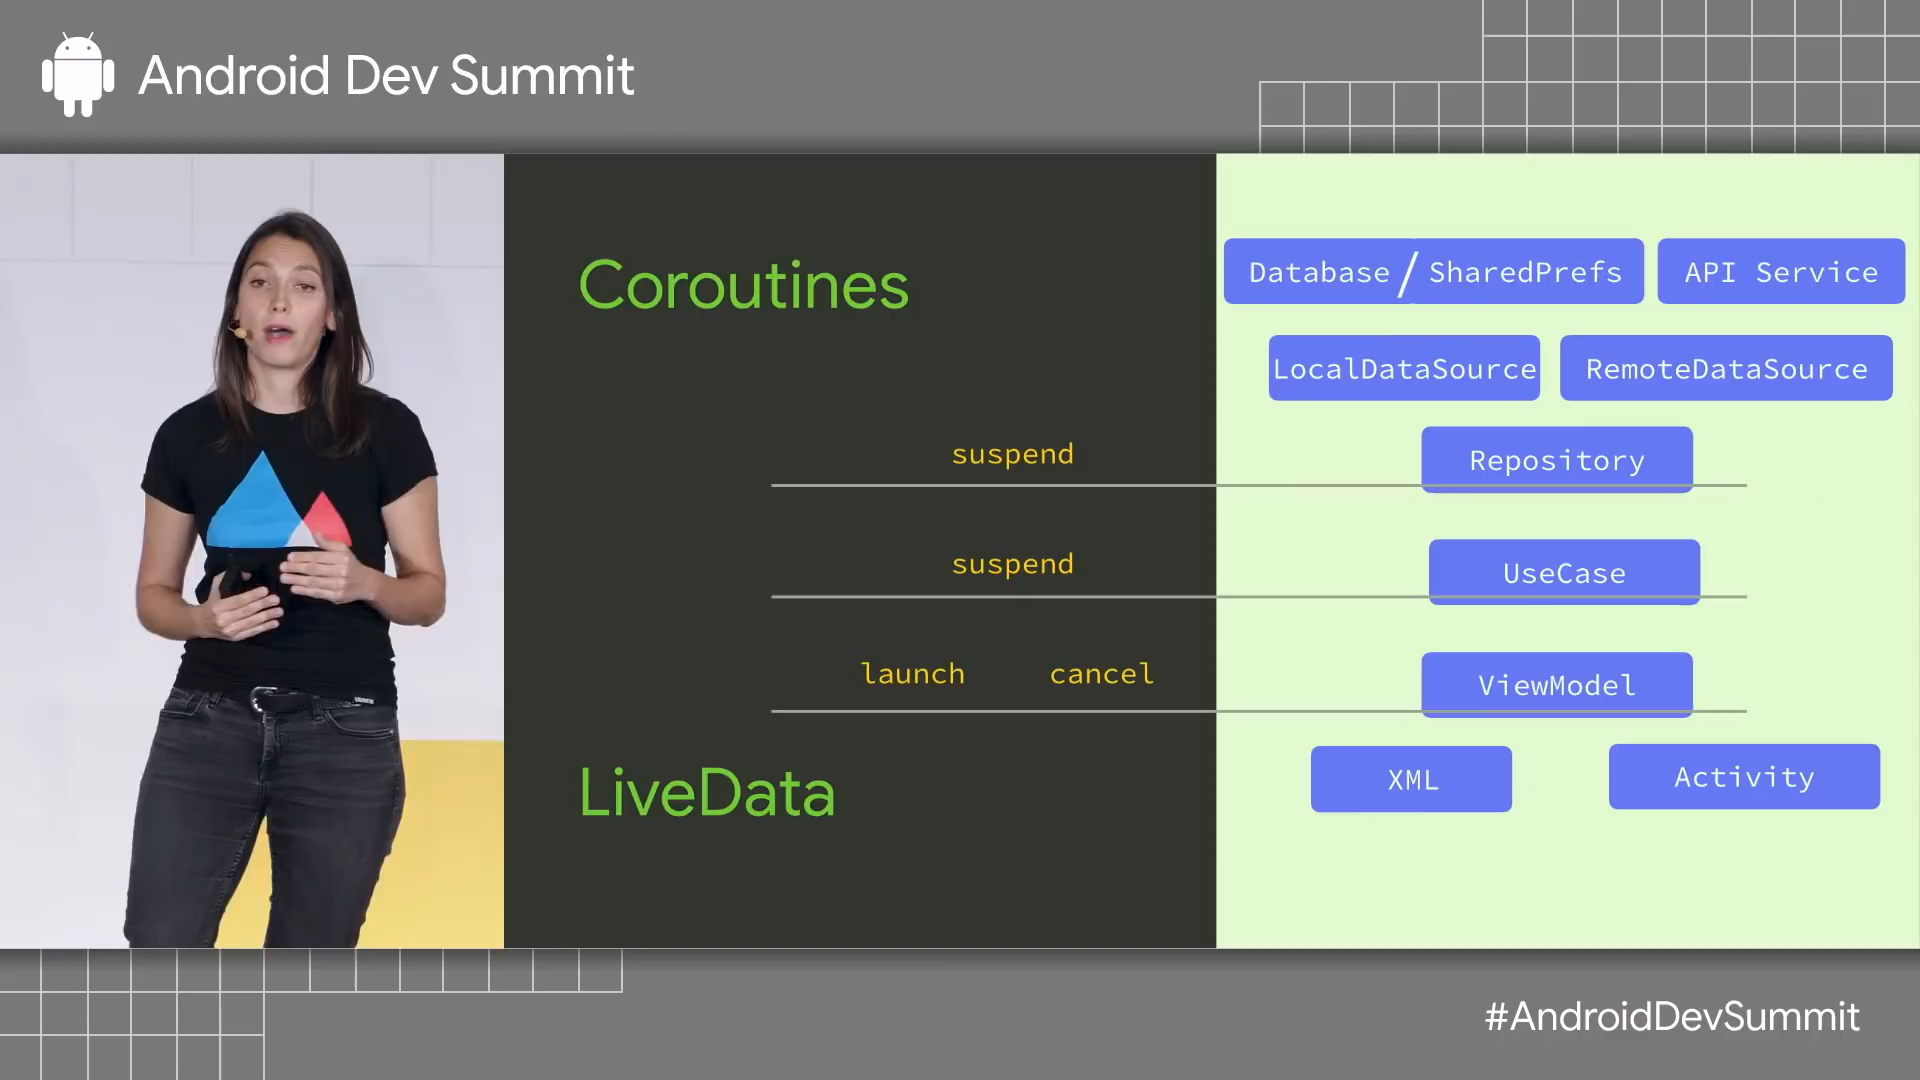 Android Dev Summit
Coroutines
Database / SharedPrefs
API Service
LocalDataSource
RemoteDataSource
suspend
Repository
suspend
UseCase
launch
cancel
ViewModel
LiveData
XML
Activity
#AndroidDevSummit